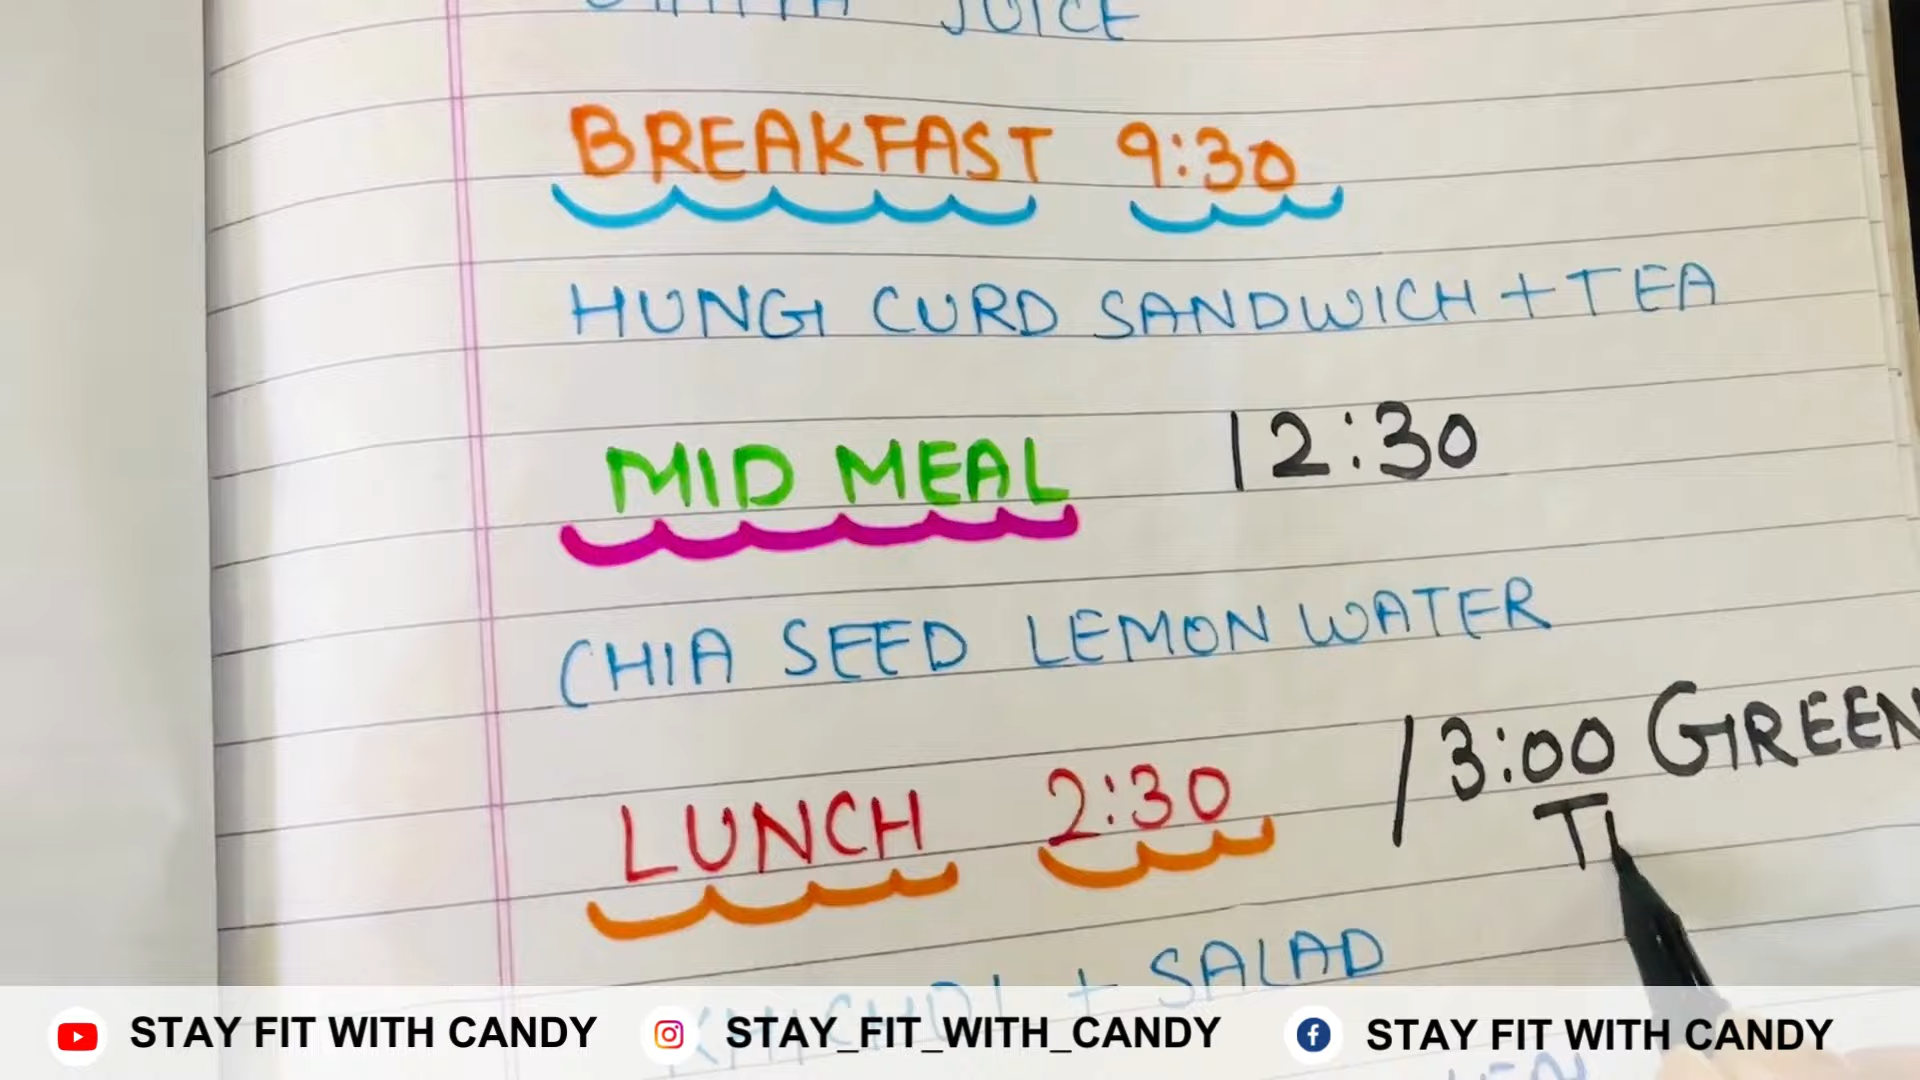 JUICE
BREAKFAST 9:30
HUNG CURD SANDWICH + TEA
MID MEAL 12:30
CHIA SEED LEMON WATER
LUNCH 2:30 / 3:00 GREEN
+ SALAD
STAY FIT WITH CANDY STAY_FIT_WITH_CANDY STAY FIT WITH CANDY